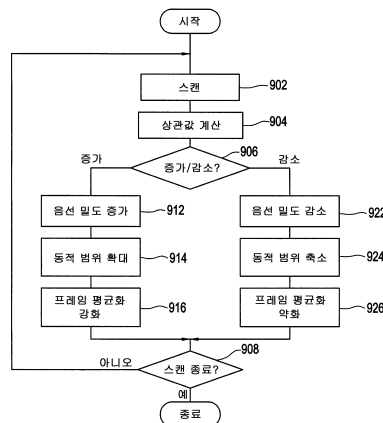 시작
스캔
902
상관값 계산
904
906
증가
증가/감소?
감소
음선 밀도 증가
912
음선 밀도 감소
922
동적 범위 확대
914
동적 범위 축소
924
프레임 평균화
강화
916
프레임 평균화
약화
926
908
아니오
스캔 종료?
예
종료